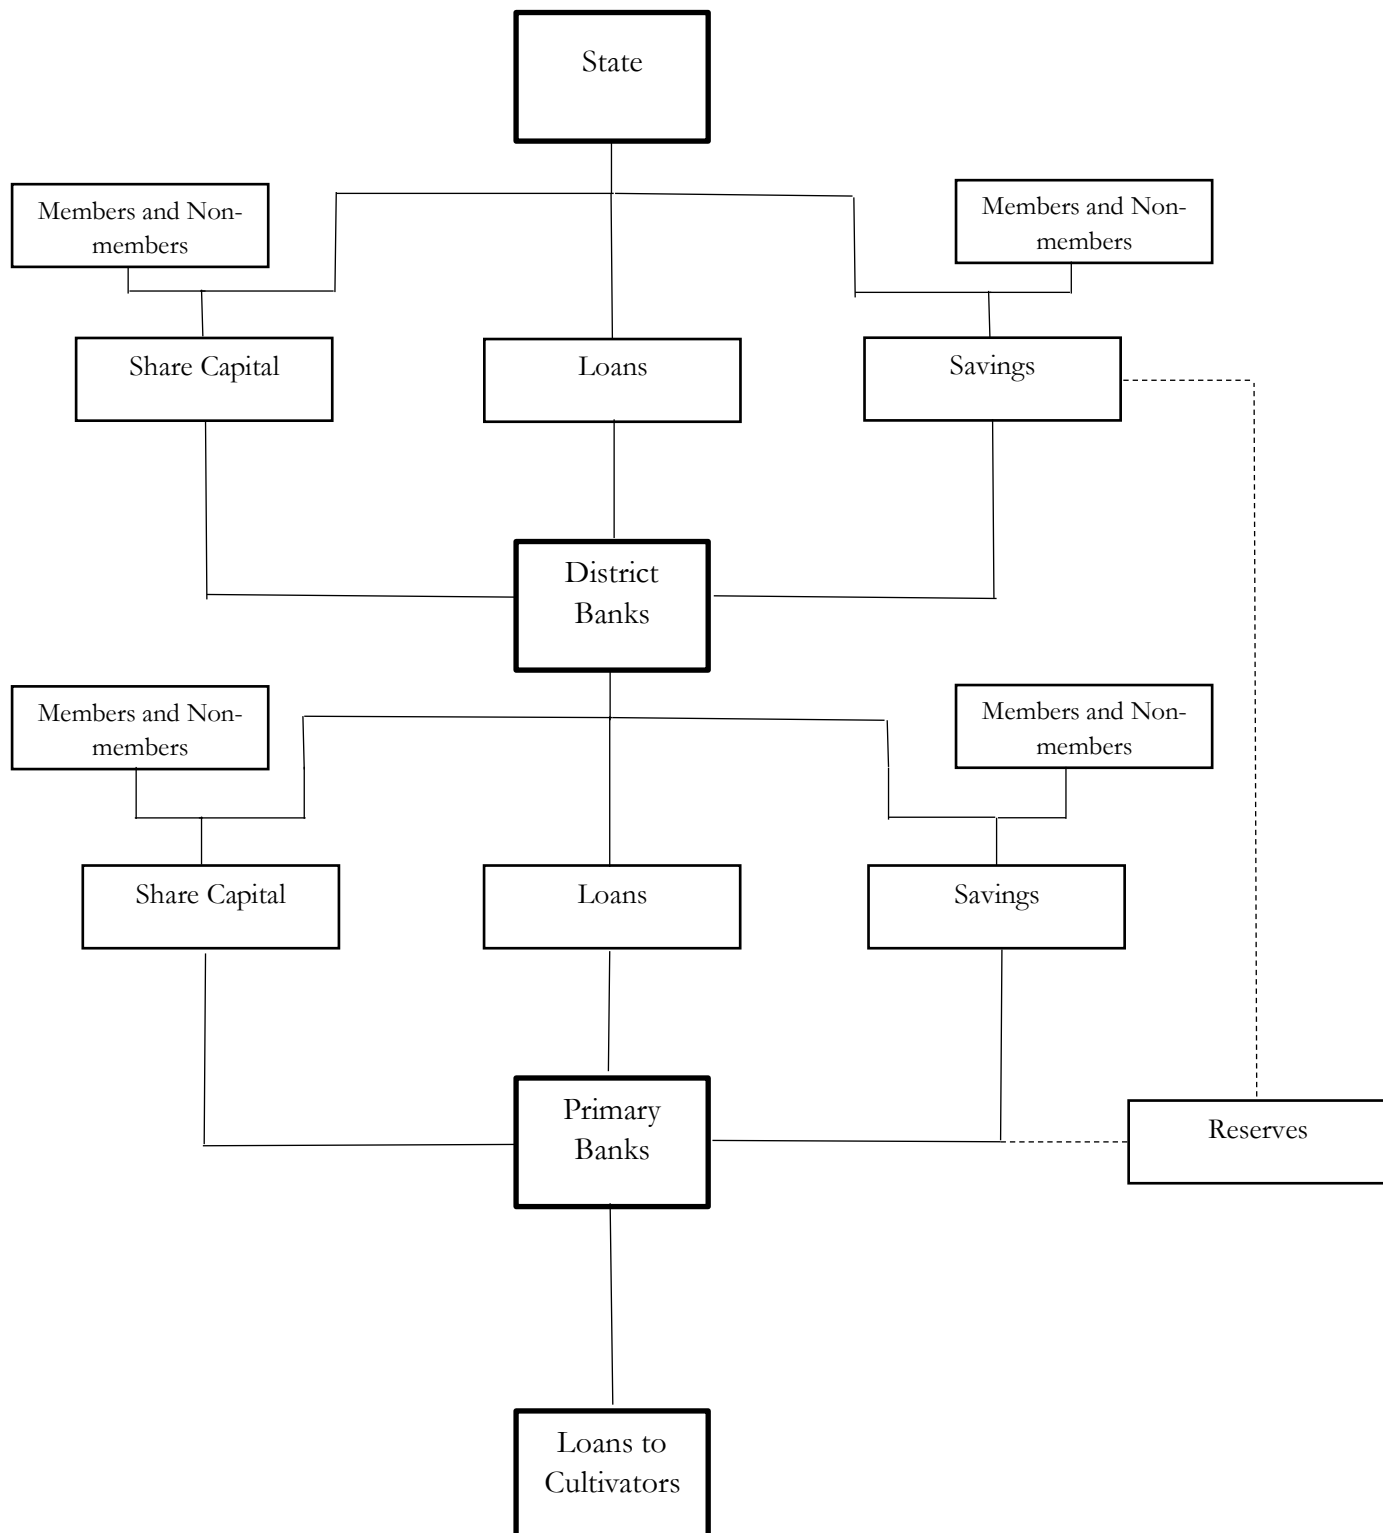 State
Members and Non-
members
Members and Non-
members
Share Capital
Loans
Savings
District
Banks
Members and Non-
members
Members and Non-
members
Share Capital
Loans
Savings
Primary
Banks
Reserves
Loans to
Cultivators